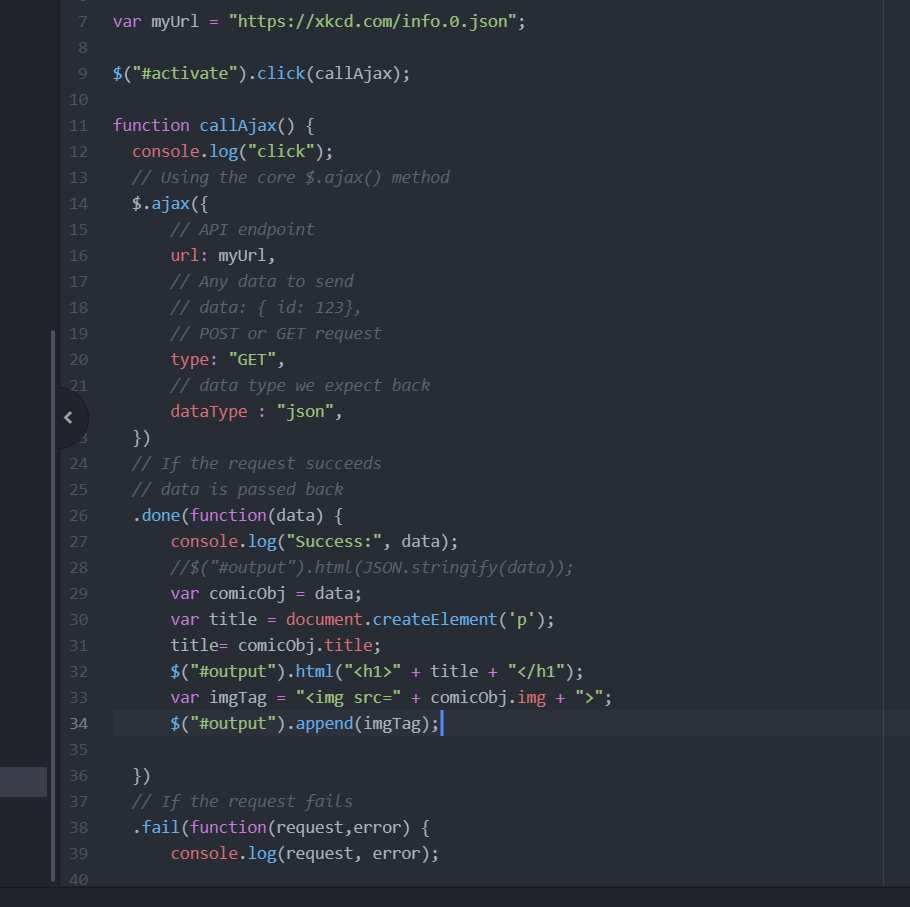 7 var myUrl = "https://xkcd.com/info.0.json";
8
9 $("#activate").click(callAjax);
10
11 function callAjax() {
12   console.log("click");
13   // Using the core $.ajax() method
14   $.ajax({
15       // API endpoint
16       url: myUrl,
17       // Any data to send
18       // data: { id: 123},
19       // POST or GET request
20       type: "GET",
21       // data type we expect back
       dataType : "json",
3   })
24   // If the request succeeds
25   // data is passed back
26   .done(function(data) {
27       console.log("Success:", data);
28       //$("#output").html(JSON.stringify(data));
29       var comicObj = data;
30       var title = document.createElement('p');
31       title= comicObj.title;
32       $("#output").html("<h1>" + title + "</h1");
33       var imgTag = "<img src=" + comicObj.img + ">";
34       $("#output").append(imgTag);
35
36   })
37   // If the request fails
38   .fail(function(request,error) {
39       console.log(request, error);
40